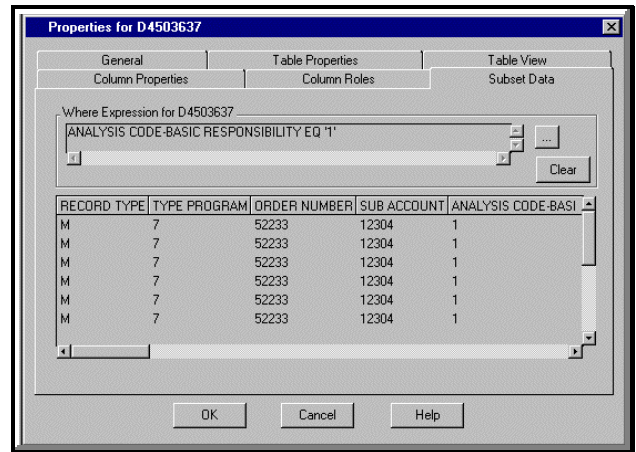 Properties for D4503637
General Table Properties Table View
Column Properties Column Roles Subset Data
Where Expression for D4503637
ANALYSIS CODE-BASIC RESPONSIBILITY EQ '1'
...
Clear
RECORD TYPE TYPE PROGRAM ORDER NUMBER SUB ACCOUNT ANALYSIS CODE-BASI
M 7 52233 12304 1
M 7 52233 12304 1
M 7 52233 12304 1
M 7 52233 12304 1
M 7 52233 12304 1
M 7 52233 12304 1
OK Cancel Help